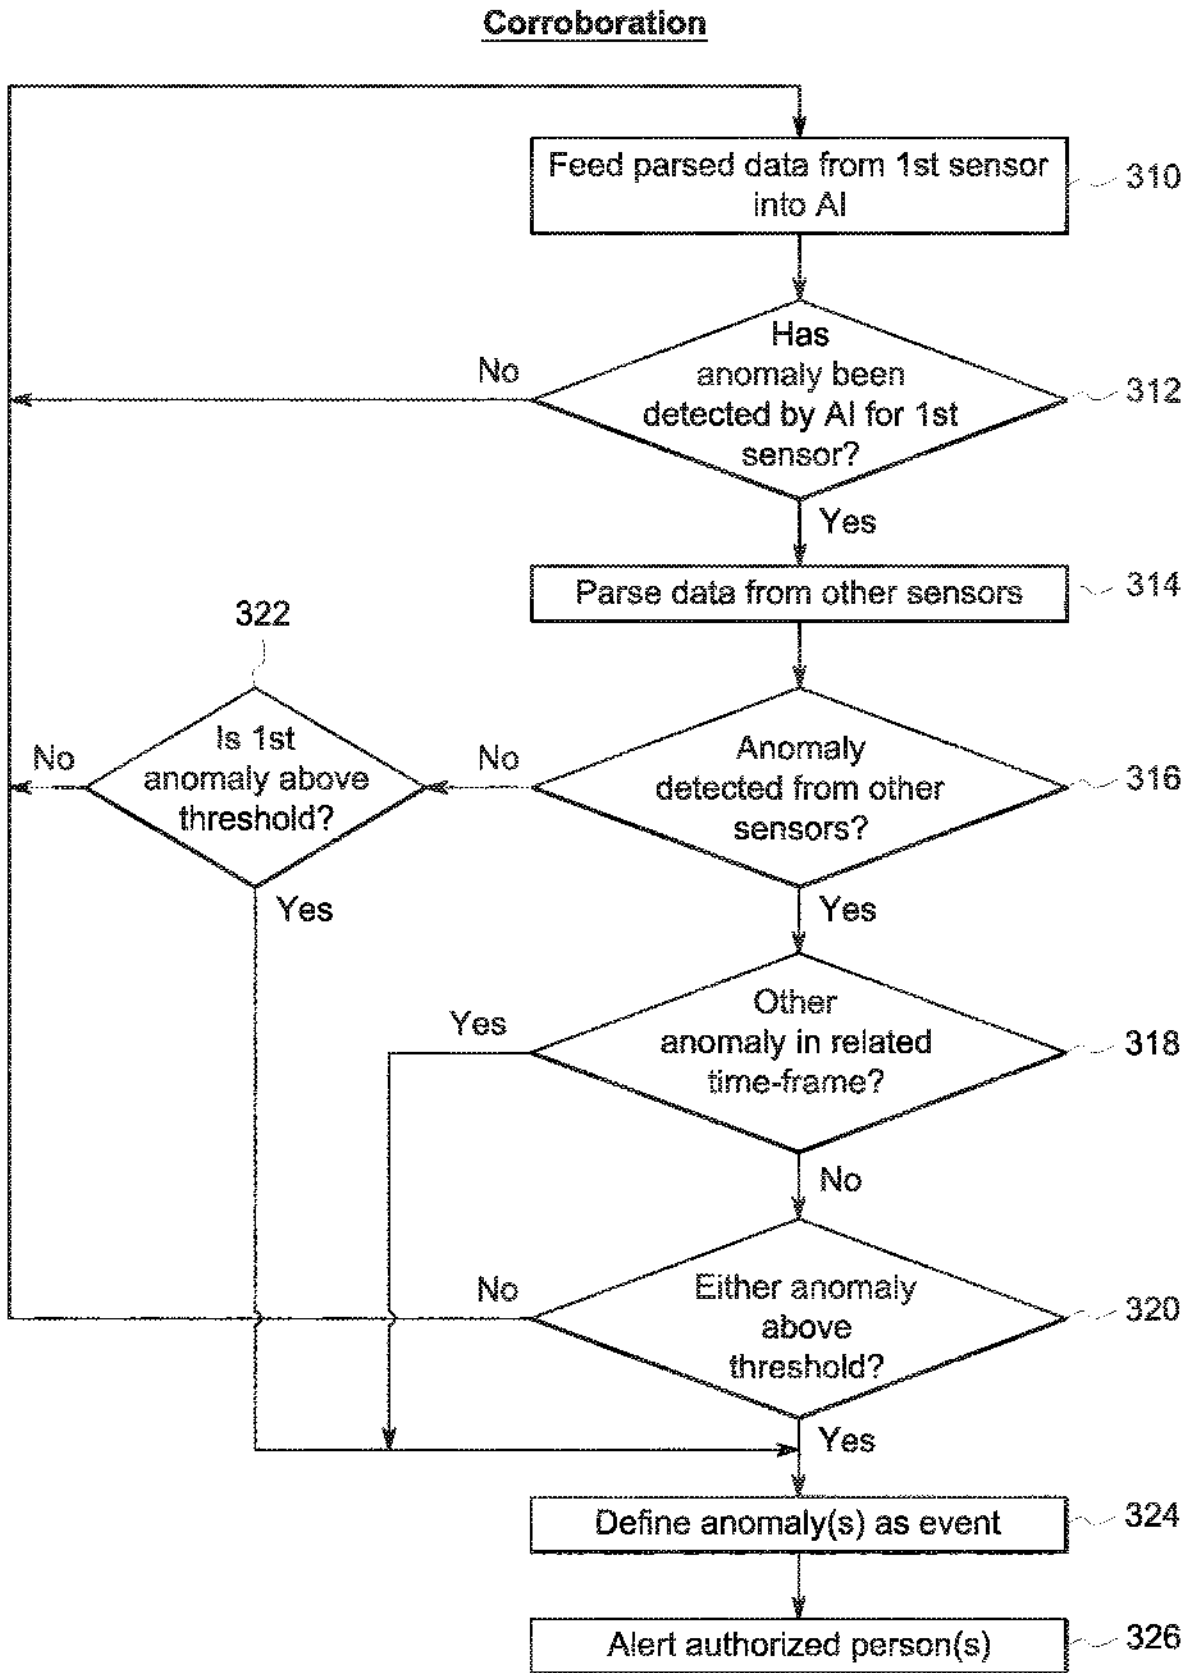 Corroboration
Feed parsed data from 1st sensor
into AI
310
Has
anomaly been
detected by AI for 1st
sensor?
312
No
Yes
Parse data from other sensors
314
322
Is 1st
anomaly above
threshold?
No
Yes
No
Anomaly
detected from other
sensors?
316
Yes
Other
anomaly in related
time-frame?
318
Yes
No
Either anomaly
above
threshold?
320
No
Yes
Define anomaly(s) as event
324
Alert authorized person(s)
326